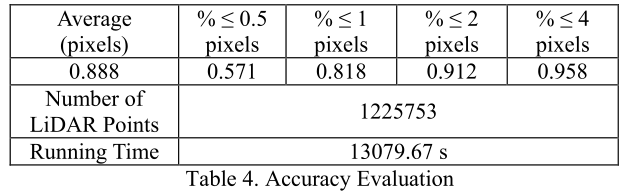 Average (pixels) % ≤ 0.5 pixels % ≤ 1 pixels % ≤ 2 pixels % ≤ 4 pixels
0.888 0.571 0.818 0.912 0.958
Number of LiDAR Points 1225753
Running Time 13079.67 s
Table 4. Accuracy Evaluation